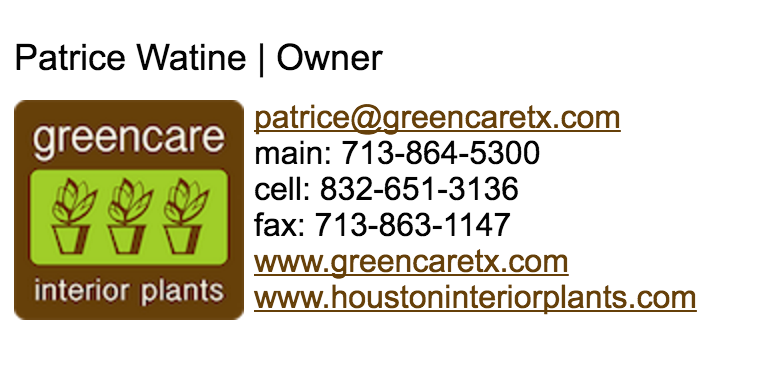 Patrice Watine | Owner
greencare
interior plants
patrice@greencaretx.com
main: 713-864-5300
cell: 832-651-3136
fax: 713-863-1147
www.greencaretx.com
www.houstoninteriorplants.com